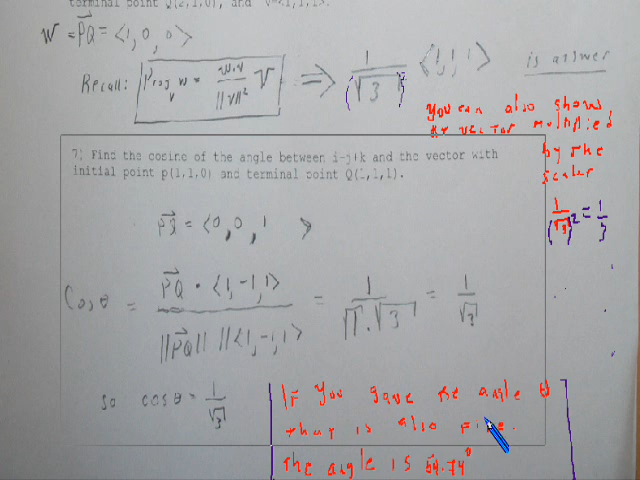 terminal point Q(2,1,0), and V=<1,1,1>.
W = PQ = <1, 0, 0>
Recall: Proj_v w = w·v / ||v||² V ⟹ 1/(√3)² <1,1,1> is answer
You can also show
the vector multiplied
by the
scalar
(1/√3)² = 1/3
7) Find the cosine of the angle between i-j+k and the vector with
initial point p(1,1,0) and terminal point Q(1,1,1).
PQ = <0, 0, 1>
Cosθ = PQ · <1,-1,1> / ||PQ|| ||<1,-1,1>|| = 1/√1·√3 = 1/√3
so cosθ = 1/√3
If you gave the angle θ
that is also fine.
The angle is 54.74°